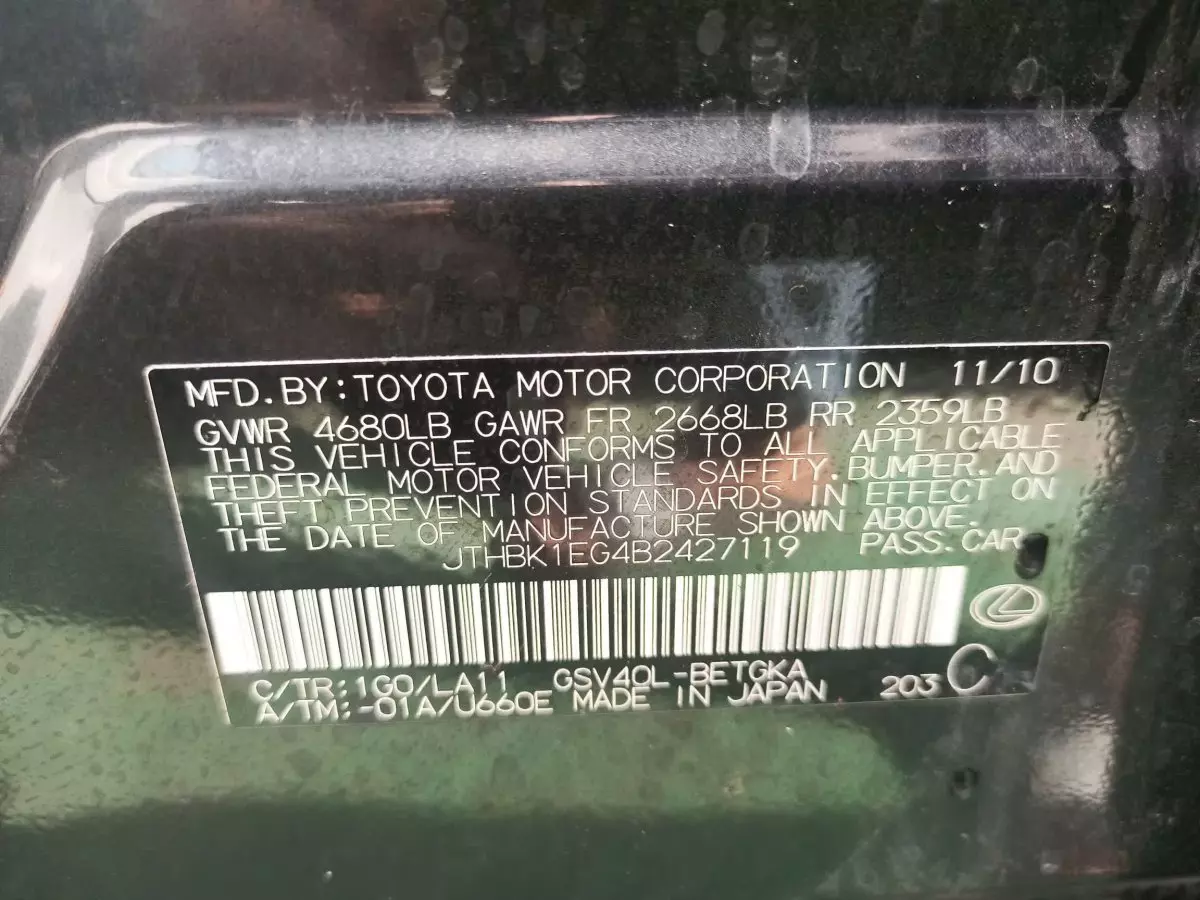 MFD. BY: TOYOTA MOTOR CORPORATION 11/10
GVWR 4680LB GAWR FR 2668LB RR 2359LB
THIS VEHICLE CONFORMS TO ALL APPLICABLE
FEDERAL MOTOR VEHICLE SAFETY. BUMPER. AND
THEFT PREVENTION STANDARDS IN EFFECT ON
THE DATE OF MANUFACTURE SHOWN ABOVE.
JTHBK1EG4B2427119 PASS. CAR
C/TR: 1G0/LA11 GSV40L-BETGKA
A/TM: -01A/U660E MADE IN JAPAN 203 C